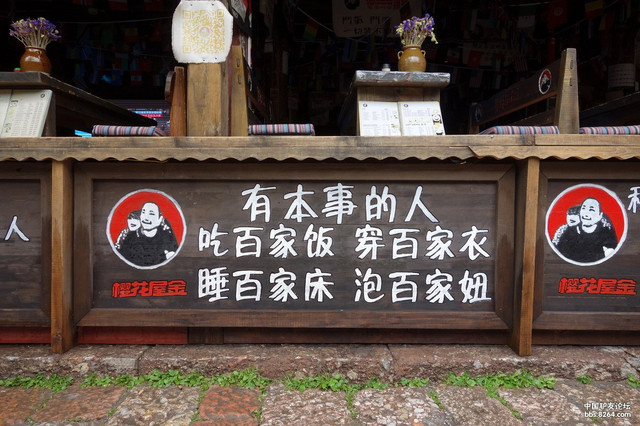 有本事的人
吃百家饭 穿百家衣
睡百家床 泡百家妞
樱花屋金
樱花屋金
人
中国驴友论坛
bbs.8264.com